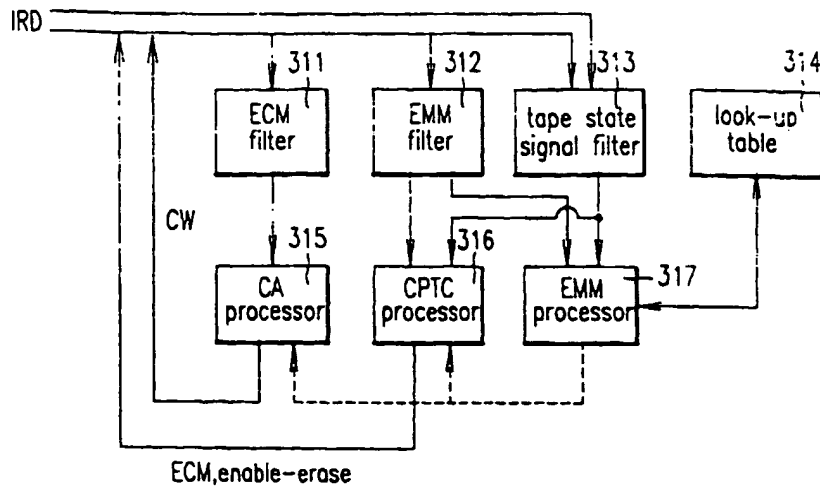 IRD
311
312
313
314
ECM
filter
EMM
filter
tape state
signal filter
look-up
table
CW
315
316
317
CA
processor
CPTC
processor
EMM
processor
ECM,enable-erase